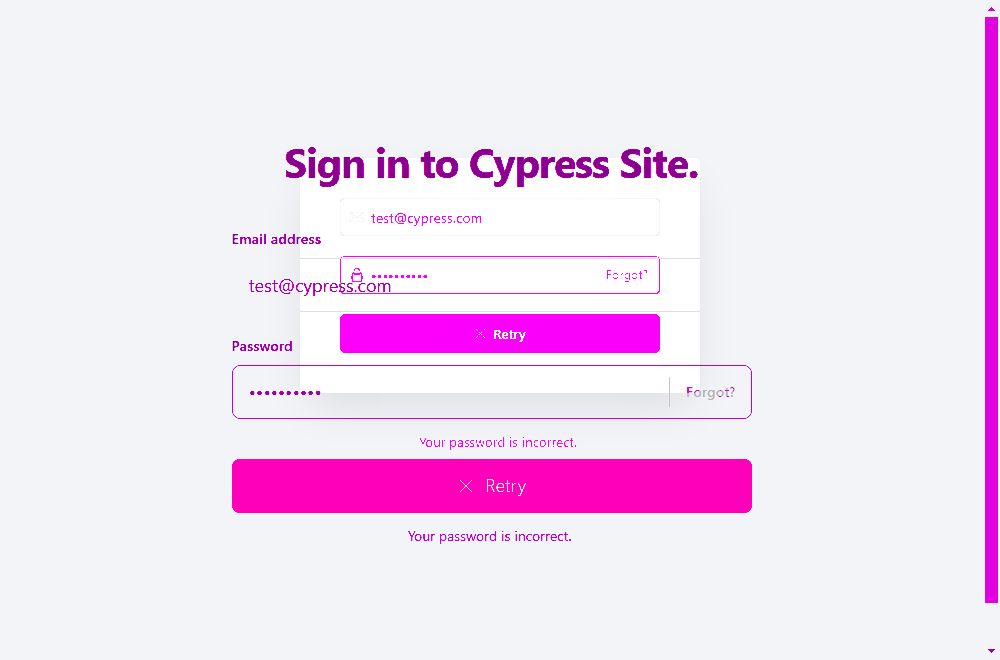 Sign in to Cypress Site.
test@cypress.com
Email address
•••••••••• Forgot?
test@cypress.com
Retry
Password
•••••••••• Forgot?
Your password is incorrect.
Retry
Your password is incorrect.